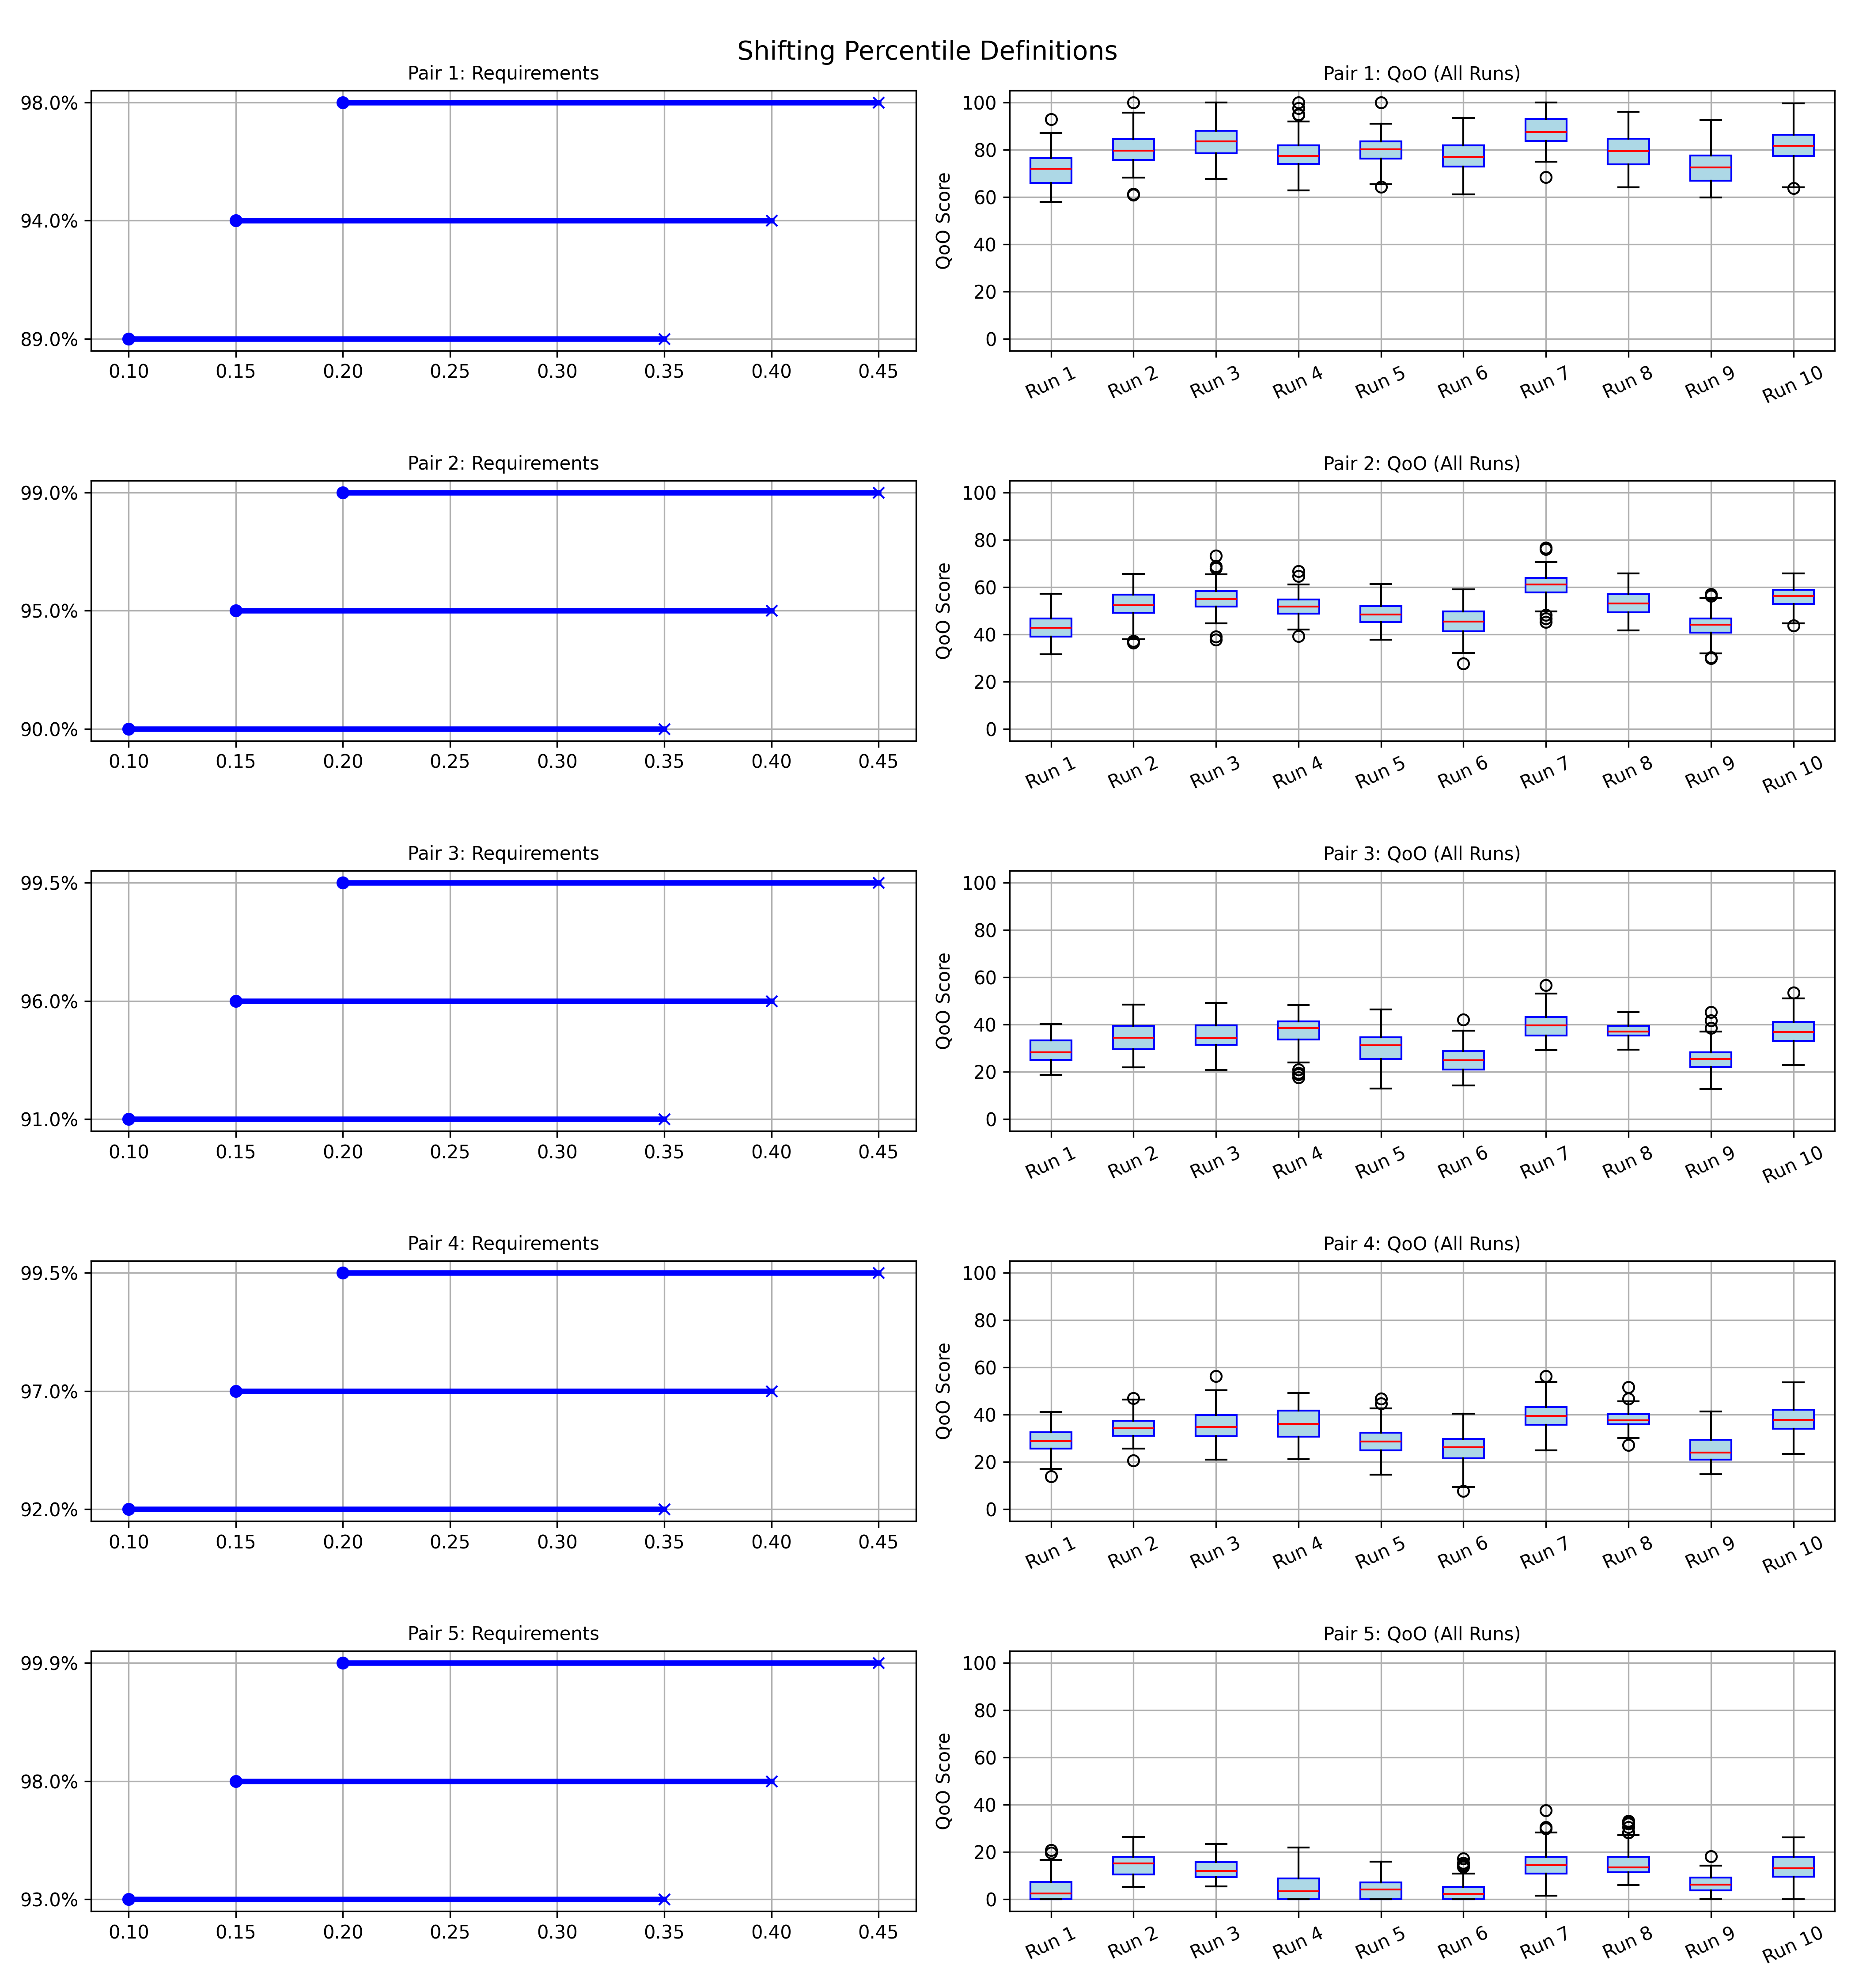 Shifting Percentile Definitions
Pair 1: Requirements
98.0%
94.0%
89.0%
0.10 0.15 0.20 0.25 0.30 0.35 0.40 0.45
Pair 1: QoO (All Runs)
QoO Score
100
80
60
40
20
0
Run 1 Run 2 Run 3 Run 4 Run 5 Run 6 Run 7 Run 8 Run 9 Run 10
Pair 2: Requirements
99.0%
95.0%
90.0%
0.10 0.15 0.20 0.25 0.30 0.35 0.40 0.45
Pair 2: QoO (All Runs)
QoO Score
100
80
60
40
20
0
Run 1 Run 2 Run 3 Run 4 Run 5 Run 6 Run 7 Run 8 Run 9 Run 10
Pair 3: Requirements
99.5%
96.0%
91.0%
0.10 0.15 0.20 0.25 0.30 0.35 0.40 0.45
Pair 3: QoO (All Runs)
QoO Score
100
80
60
40
20
0
Run 1 Run 2 Run 3 Run 4 Run 5 Run 6 Run 7 Run 8 Run 9 Run 10
Pair 4: Requirements
99.5%
97.0%
92.0%
0.10 0.15 0.20 0.25 0.30 0.35 0.40 0.45
Pair 4: QoO (All Runs)
QoO Score
100
80
60
40
20
0
Run 1 Run 2 Run 3 Run 4 Run 5 Run 6 Run 7 Run 8 Run 9 Run 10
Pair 5: Requirements
99.9%
98.0%
93.0%
0.10 0.15 0.20 0.25 0.30 0.35 0.40 0.45
Pair 5: QoO (All Runs)
QoO Score
100
80
60
40
20
0
Run 1 Run 2 Run 3 Run 4 Run 5 Run 6 Run 7 Run 8 Run 9 Run 10